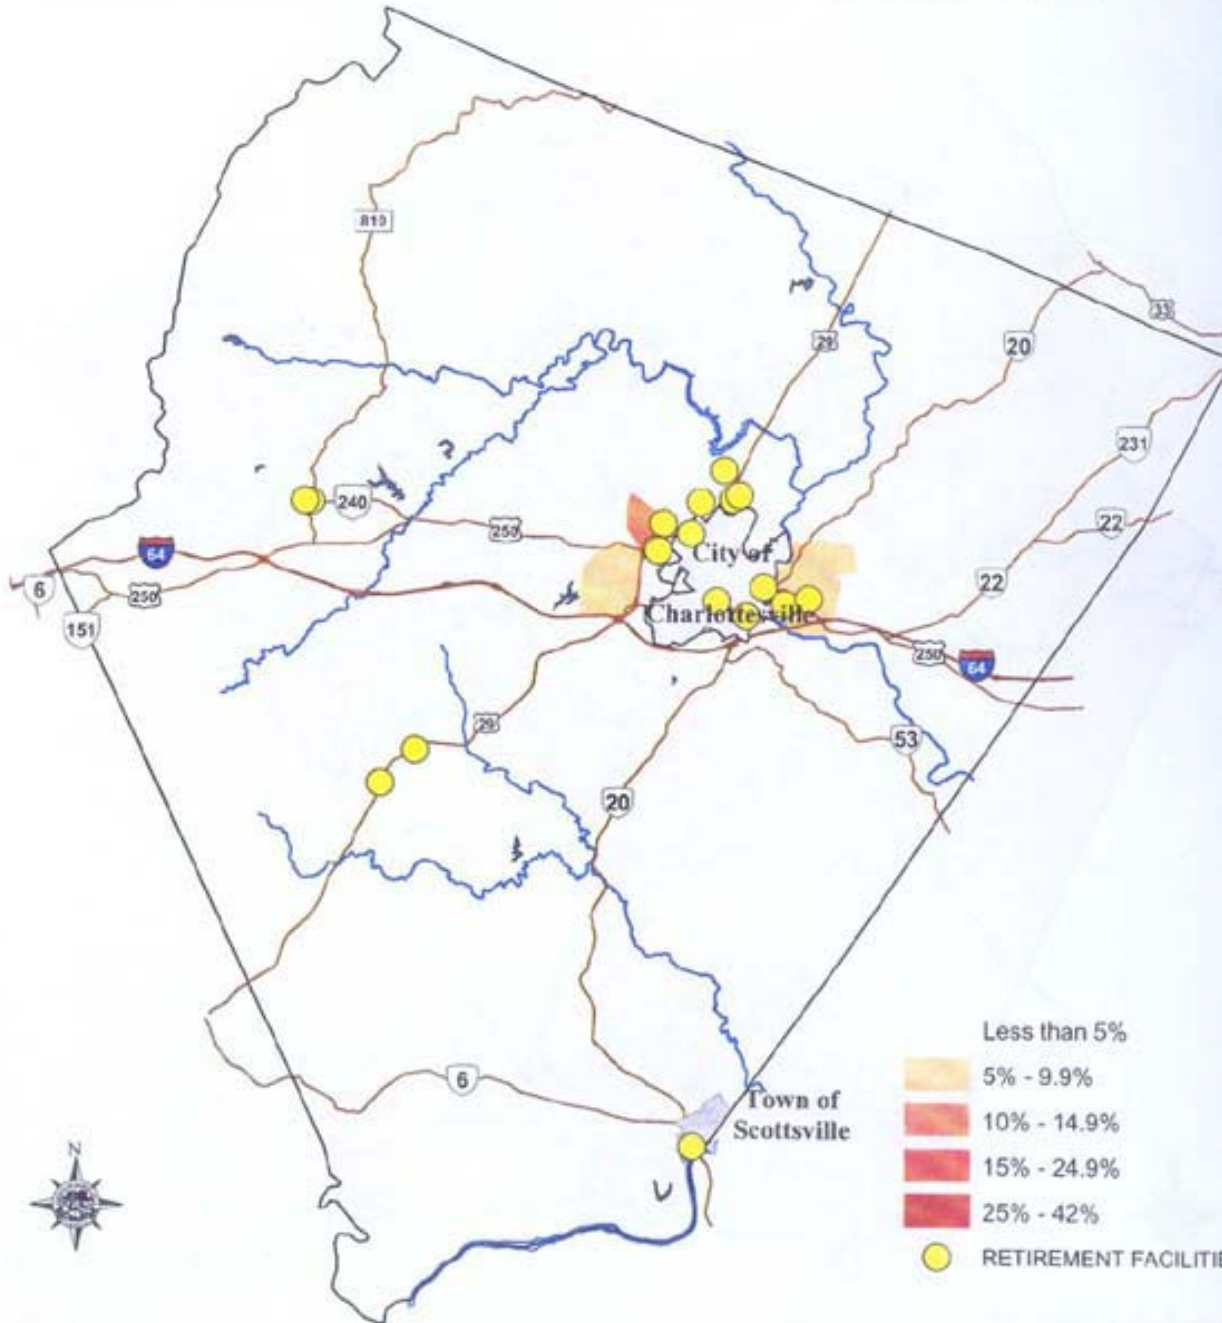 810
33
29
20
231
240
22
250
City of
64
6
250
22
151
Charlottesville
250
64
29
53
20
Less than 5%
5% - 9.9%
6
Town of
Scottsville
10% - 14.9%
15% - 24.9%
N
25% - 42%
RETIREMENT FACILITIE